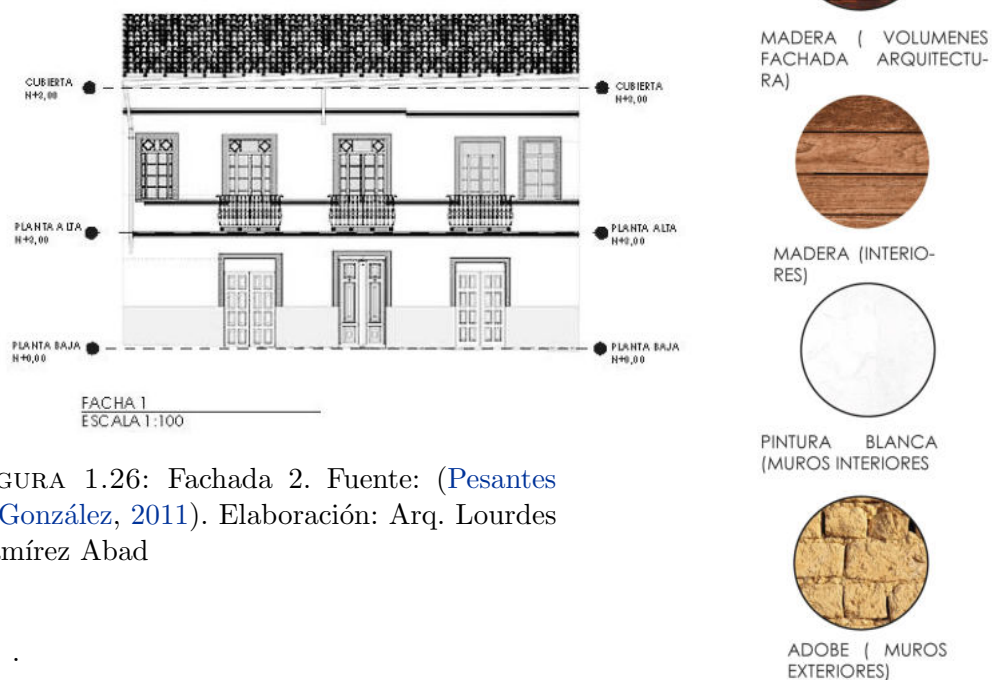 CUBIERTA
N+3,00
CUBIERTA
N+3,00
PLANTA ALTA
N+3,00
PLANTA ALTA
N+3,00
PLANTA BAJA
N+0,00
PLANTA BAJA
N+0,00
FACHA 1
ESCALA 1:100
GURA 1.26: Fachada 2. Fuente: (Pesantes
González, 2011). Elaboración: Arq. Lourdes
mírez Abad
.
MADERA ( VOLUMENES
FACHADA ARQUITECTU-
RA)
MADERA (INTERIO-
RES)
PINTURA BLANCA
(MUROS INTERIORES
ADOBE ( MUROS
EXTERIORES)